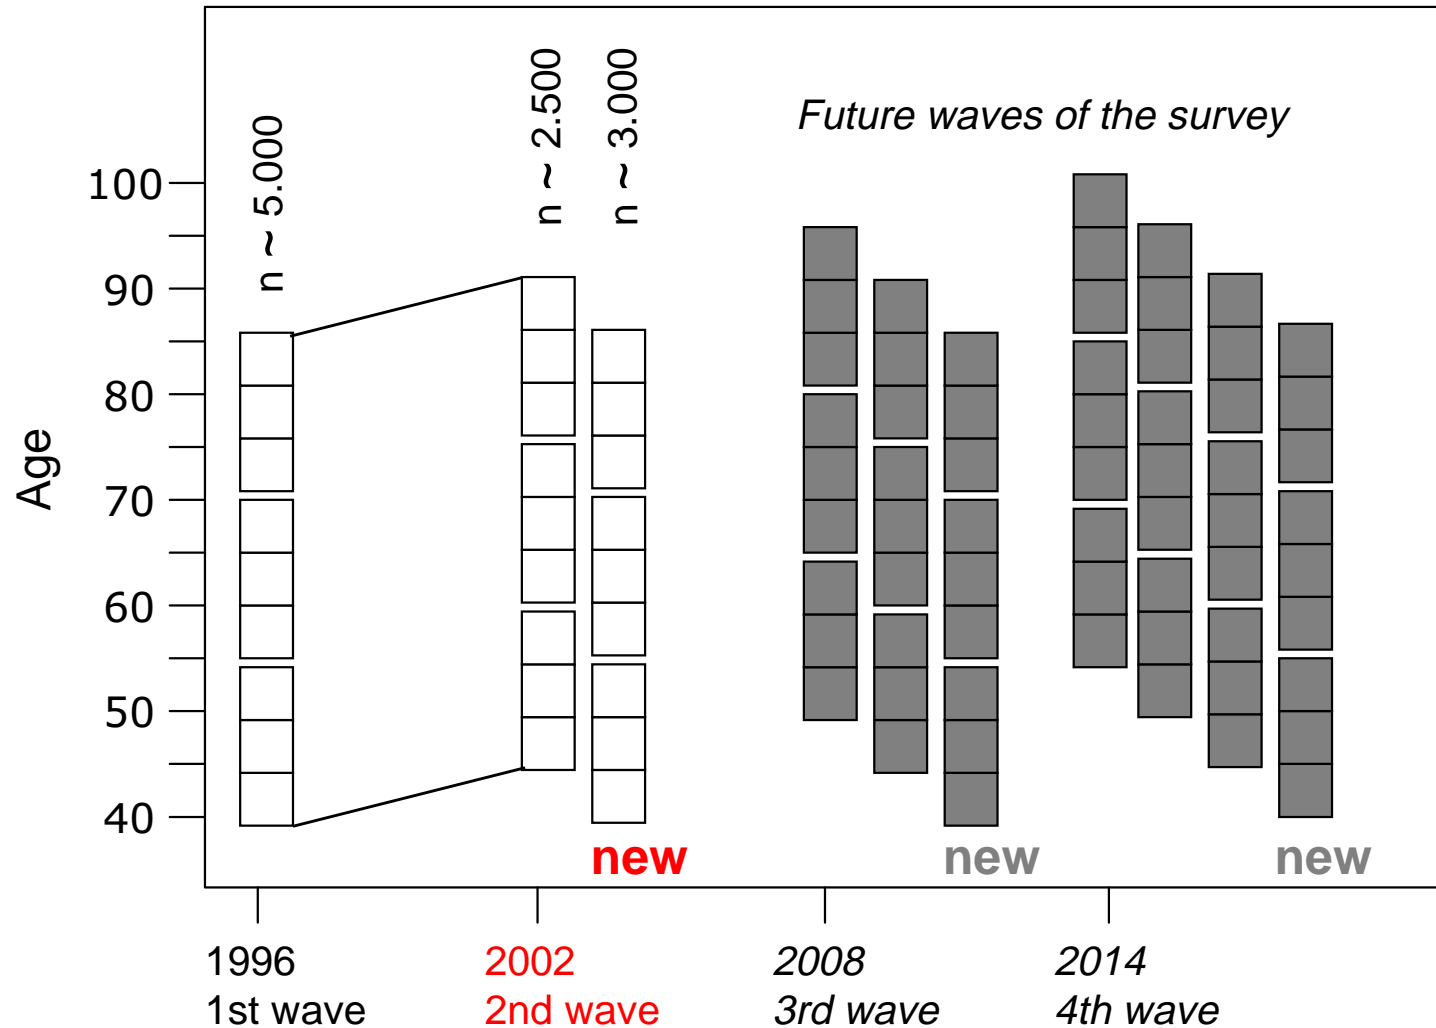 n ~ 5.000
n ~ 2.500
n ~ 3.000
Future waves of the survey
Age
100
90
80
70
60
50
40
new
new
new
1996
1st wave
2002
2nd wave
2008
3rd wave
2014
4th wave